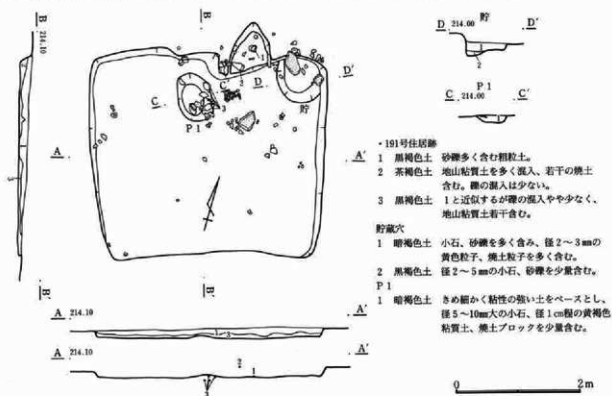 B
B'
貯
D 214.00 D'
214.10
214.10
1
2
2
D
D'
P 1
C 214.00 C'
C
C'
3
P 1
貯
・191号住居跡
1 黒褐色土 砂礫多く含む粗粒土。
A
A'
2 茶褐色土 地山粘質土を多く混入、若干の焼土
含む。礫の混入は少ない。
3 黒褐色土 1と近似するが礫の混入やや少なく、
地山粘質土若干含む。
貯蔵穴
1 暗褐色土 小石、砂礫を多く含み、径2〜3㎜の
黄色粒子、焼土粒子を多く含む。
2 黒褐色土 径2〜5㎜の小石、砂礫を少量含む。
P 1
1 暗褐色土 きめ細かく粘性の強い土をベースとし、
径5〜10㎜大の小石、径1㎝程の黄褐色
粘質土、焼土ブロックを少量含む。
B'
B'
A 214.10 A'
1
3
A 214.10 A'
2
1
3
0 2m